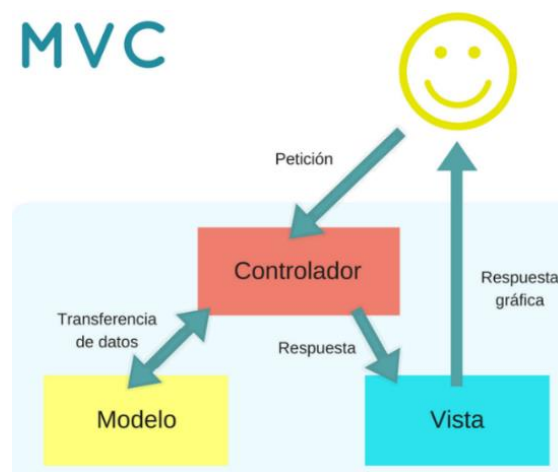 MVC
Petición
Controlador
Transferencia
de datos
Respuesta
Respuesta
gráfica
Modelo
Vista